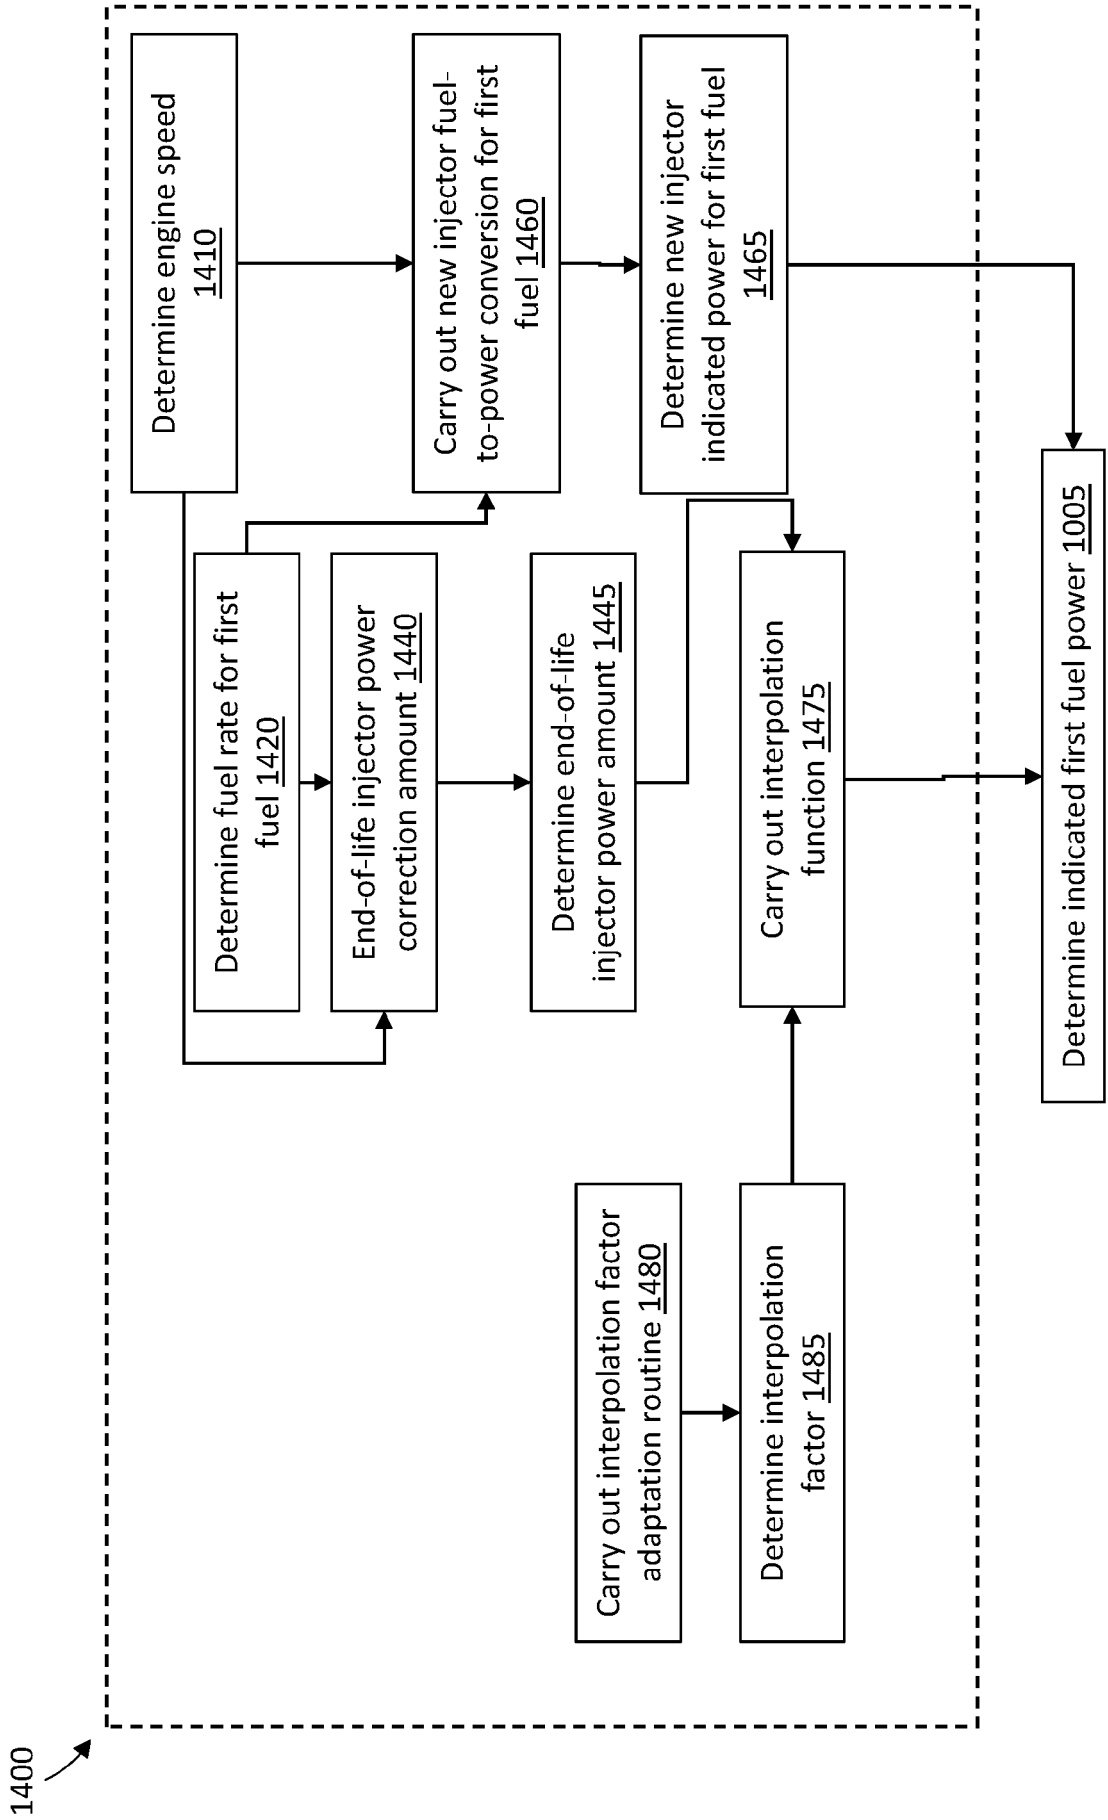 1400
Determine engine speed
1410
Determine fuel rate for first
fuel 1420
End-of-life injector power
correction amount 1440
Carry out new injector fuel-
to-power conversion for first
fuel 1460
Determine end-of-life
injector power amount 1445
Determine new injector
indicated power for first fuel
1465
Carry out interpolation factor
adaptation routine 1480
Determine interpolation
factor 1485
Carry out interpolation
function 1475
Determine indicated first fuel power 1005